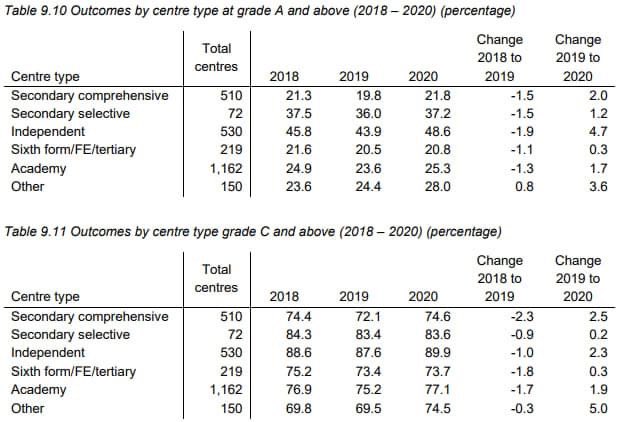 Table 9.10 Outcomes by centre type at grade A and above (2018 – 2020) (percentage)
Change Change
Total 2018 to 2019 to
Centre type centres 2018 2019 2020 2019 2020
Secondary comprehensive 510 21.3 19.8 21.8 -1.5 2.0
Secondary selective 72 37.5 36.0 37.2 -1.5 1.2
Independent 530 45.8 43.9 48.6 -1.9 4.7
Sixth form/FE/tertiary 219 21.6 20.5 20.8 -1.1 0.3
Academy 1,162 24.9 23.6 25.3 -1.3 1.7
Other 150 23.6 24.4 28.0 0.8 3.6
Table 9.11 Outcomes by centre type grade C and above (2018 – 2020) (percentage)
Change Change
Total 2018 to 2019 to
Centre type centres 2018 2019 2020 2019 2020
Secondary comprehensive 510 74.4 72.1 74.6 -2.3 2.5
Secondary selective 72 84.3 83.4 83.6 -0.9 0.2
Independent 530 88.6 87.6 89.9 -1.0 2.3
Sixth form/FE/tertiary 219 75.2 73.4 73.7 -1.8 0.3
Academy 1,162 76.9 75.2 77.1 -1.7 1.9
Other 150 69.8 69.5 74.5 -0.3 5.0